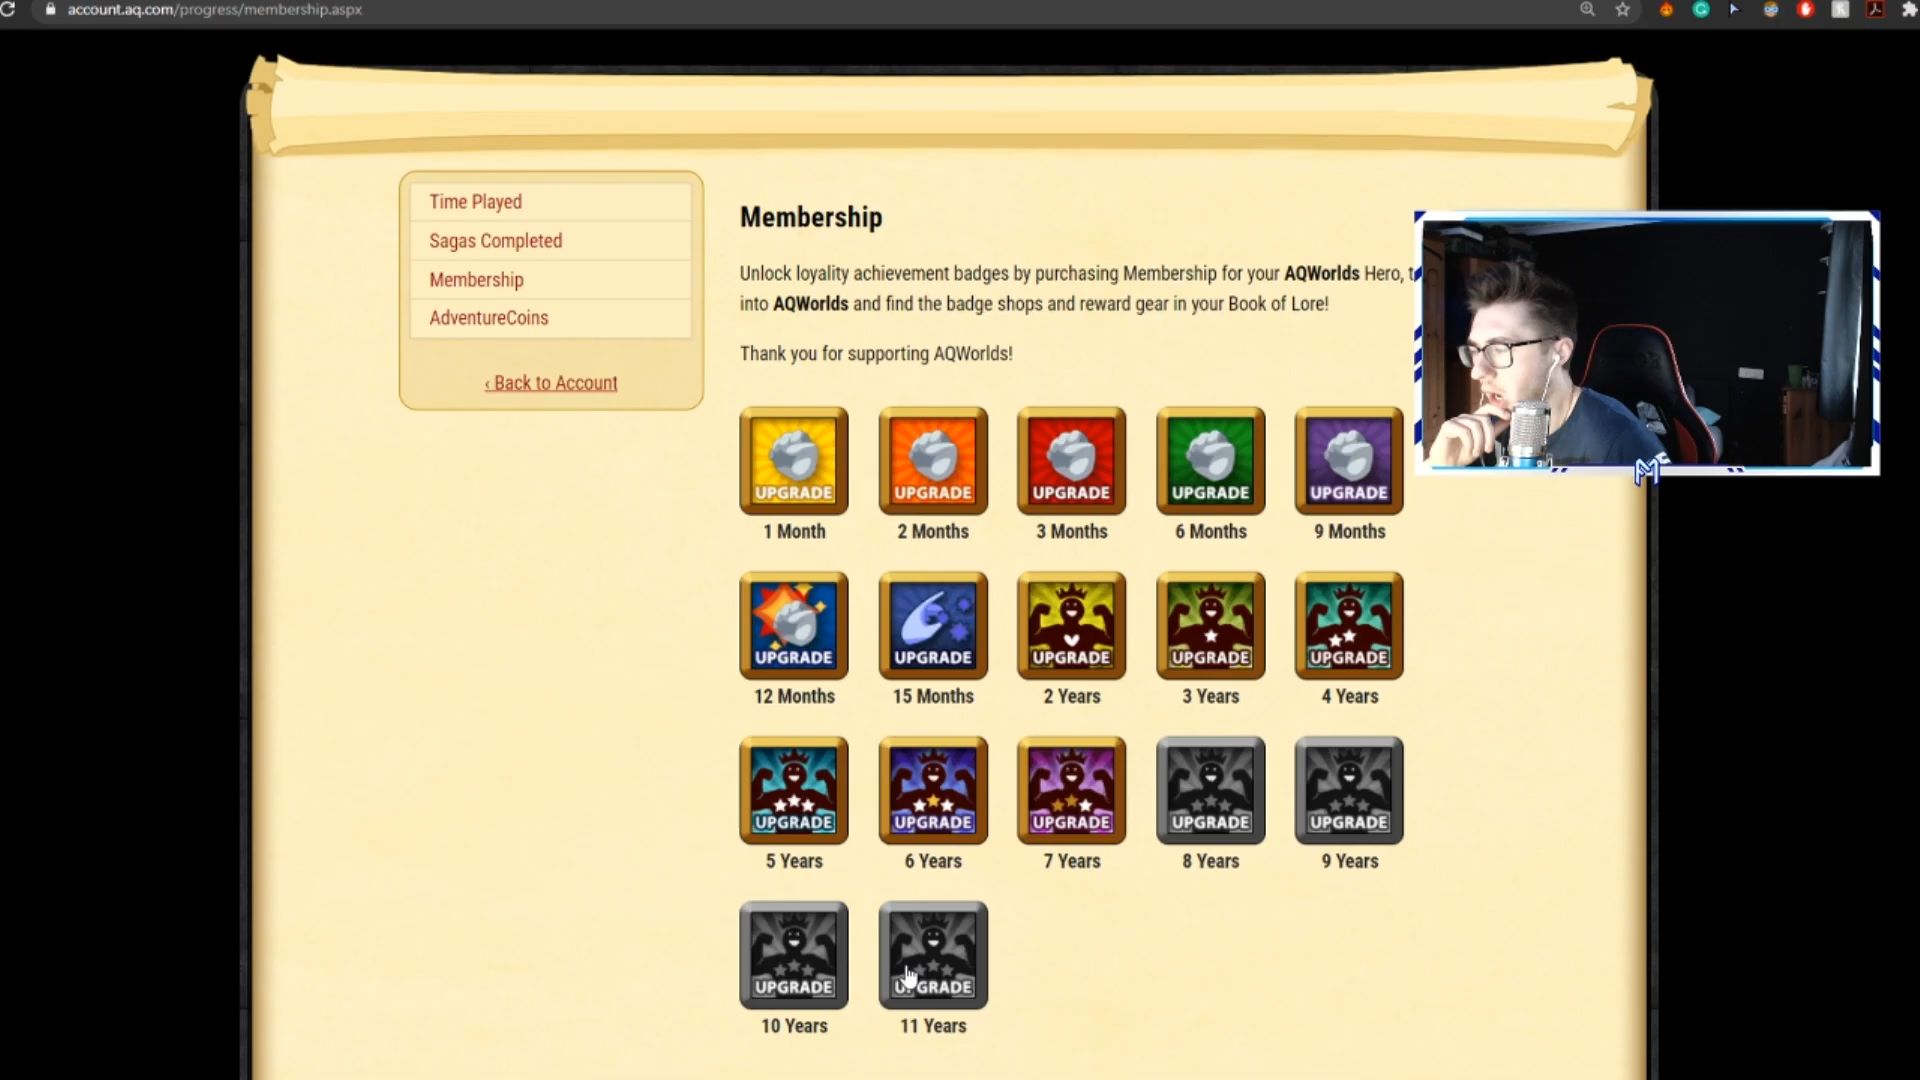 account.aq.com/progress/membership.aspx
Time Played
Sagas Completed
Membership
AdventureCoins
‹ Back to Account
Membership
Unlock loyality achievement badges by purchasing Membership for your AQWorlds Hero, t
into AQWorlds and find the badge shops and reward gear in your Book of Lore!
Thank you for supporting AQWorlds!
UPGRADE UPGRADE UPGRADE UPGRADE UPGRADE
1 Month 2 Months 3 Months 6 Months 9 Months
UPGRADE UPGRADE UPGRADE UPGRADE UPGRADE
12 Months 15 Months 2 Years 3 Years 4 Years
UPGRADE UPGRADE UPGRADE UPGRADE UPGRADE
5 Years 6 Years 7 Years 8 Years 9 Years
UPGRADE UPGRADE
10 Years 11 Years